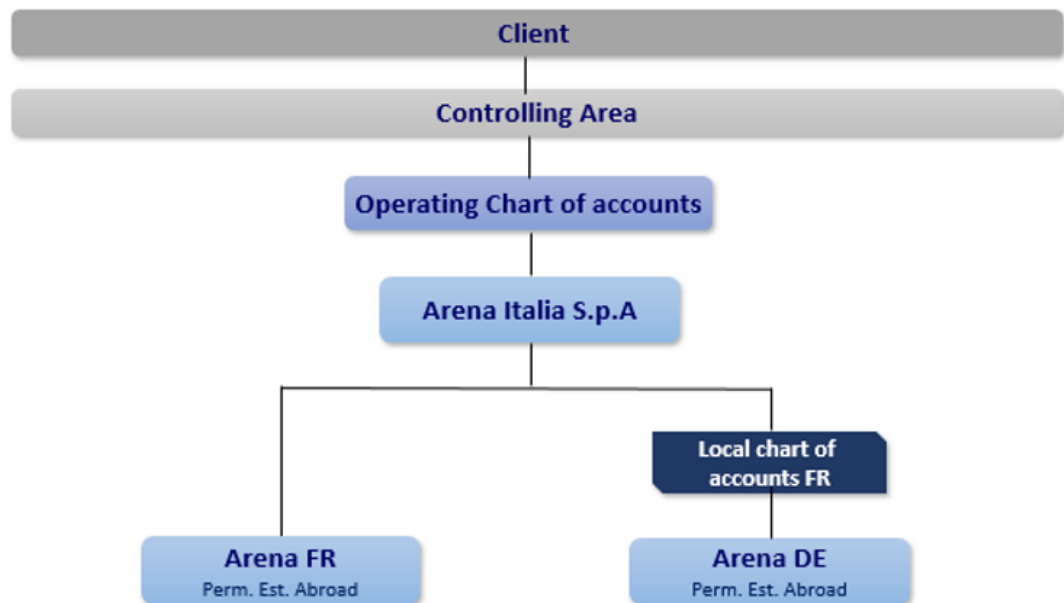 Client
Controlling Area
Operating Chart of accounts
Arena Italia S.p.A
Local chart of
accounts FR
Arena FR
Perm. Est. Abroad
Arena DE
Perm. Est. Abroad